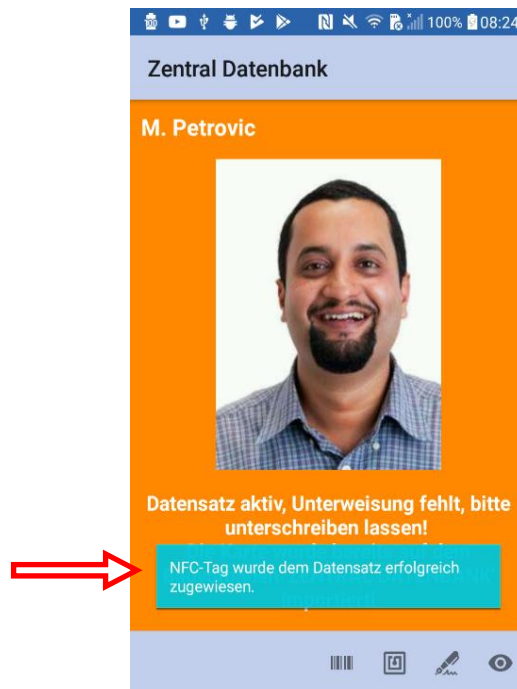 100% 08:24
Zentral Datenbank
M. Petrovic
Datensatz aktiv, Unterweisung fehlt, bitte
unterschreiben lassen!
NFC-Tag wurde dem Datensatz erfolgreich
zugewiesen.